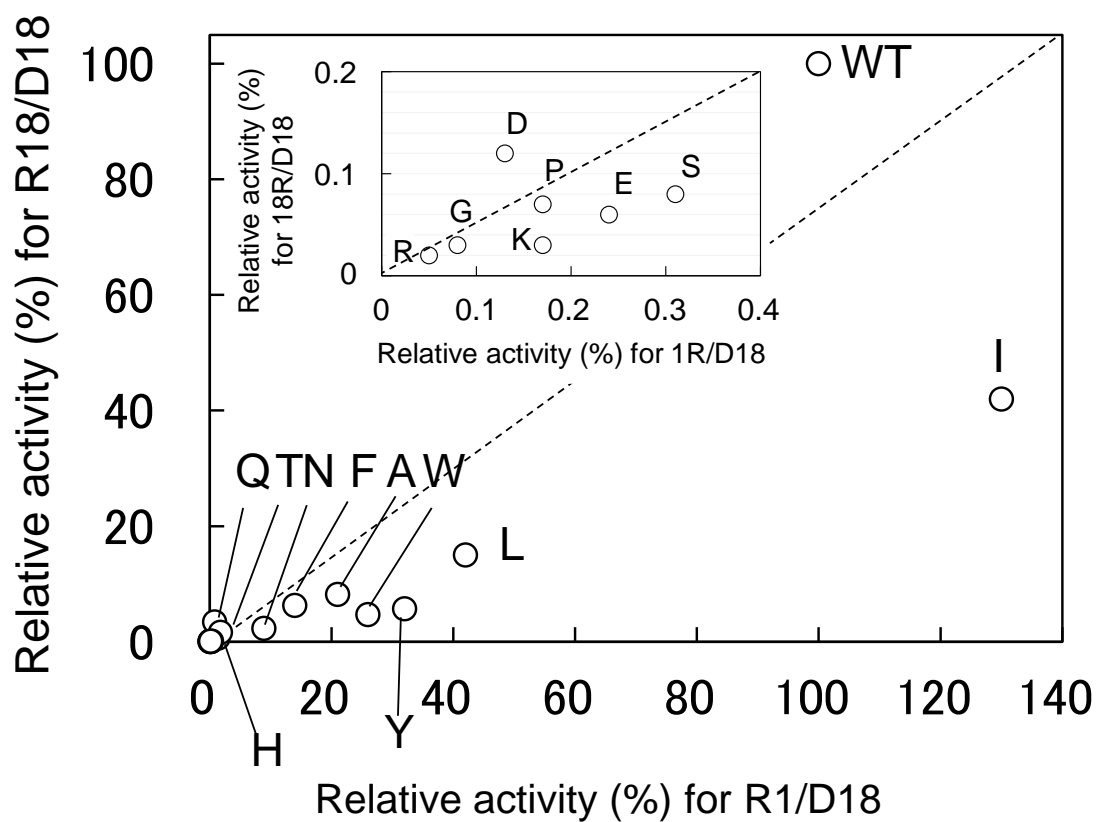 Relative activity (%) for R18/D18
100
80
60
40
20
0
WT
I
L
Q T N F A W
H
Y
0 20 40 60 80 100 120 140
Relative activity (%) for R1/D18
Relative activity (%)
for 18R/D18
0.2
0.1
0
D
P
E
S
G
K
R
0 0.1 0.2 0.3 0.4
Relative activity (%) for 1R/D18